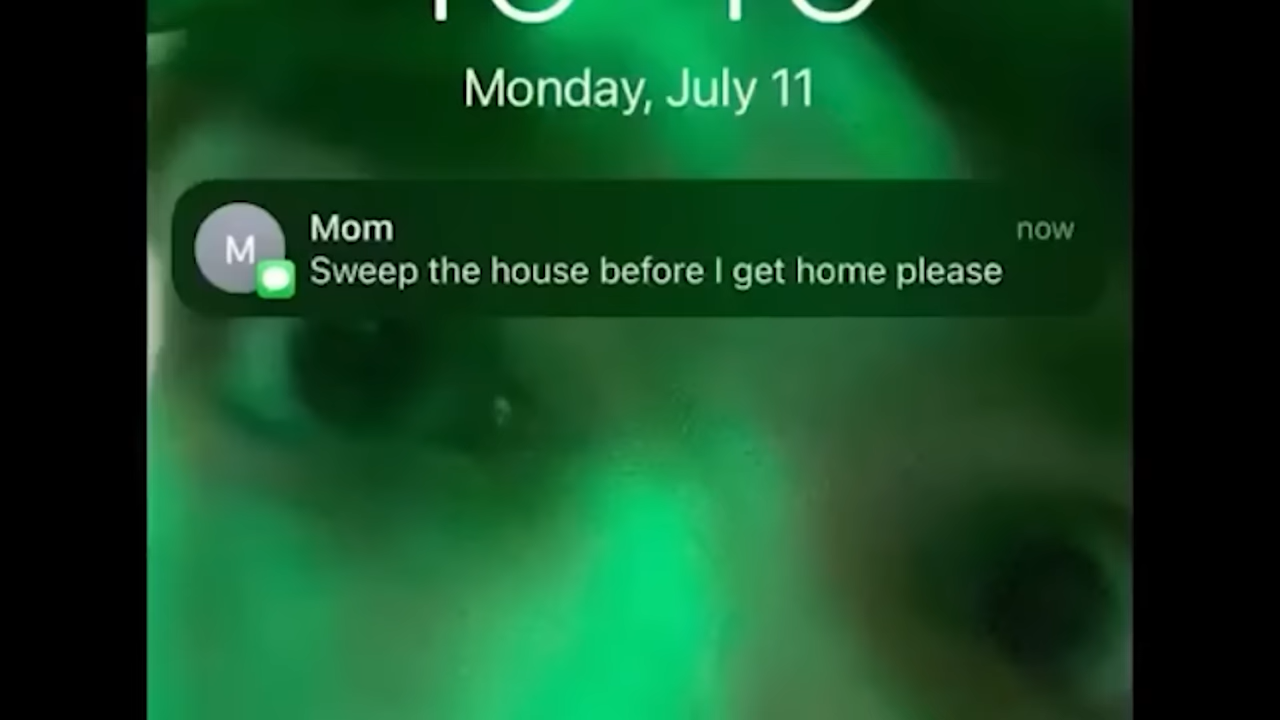 Monday, July 11
M
Mom
now
Sweep the house before I get home please